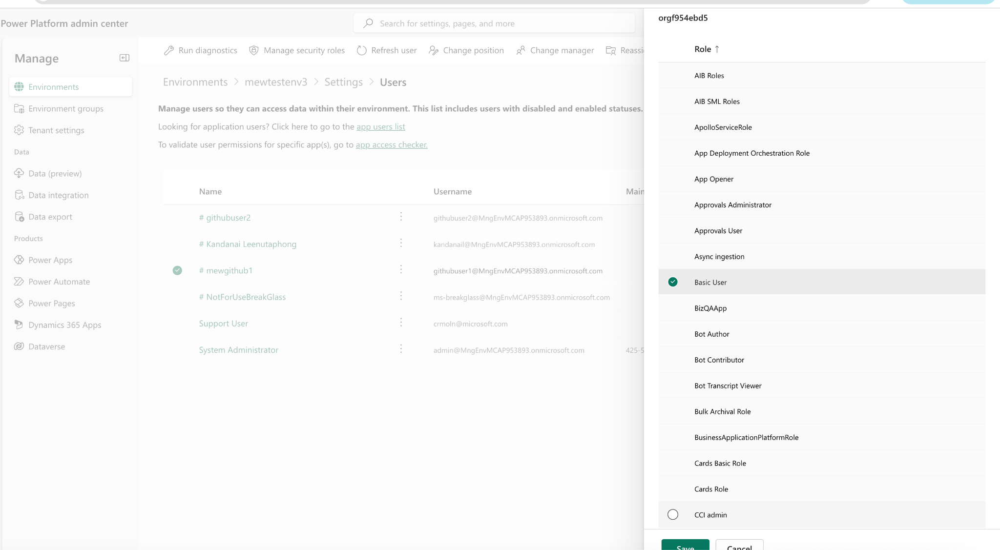 Power Platform admin center
Search for settings, pages, and more
Manage
Environments
Environment groups
Tenant settings
Data
Data (preview)
Data integration
Data export
Products
Power Apps
Power Automate
Power Pages
Dynamics 365 Apps
Dataverse
Run diagnostics
Manage security roles
Refresh user
Change position
Change manager
Reassi
Environments > mewtestenv3 > Settings > Users
Manage users so they can access data within their environment. This list includes users with disabled and enabled statuses.
Looking for application users? Click here to go to the app users list
To validate user permissions for specific app(s), go to app access checker.
Name Username Main
# githubuser2 githubuser2@MngEnvMCAP953893.onmicrosoft.com
# Kandanai Leenutaphong kandanail@MngEnvMCAP953893.onmicrosoft.com
# mewgithub1 githubuser1@MngEnvMCAP953893.onmicrosoft.com
# NotForUseBreakGlass ms-breakglass@MngEnvMCAP953893.onmicrosoft.com
Support User crmoln@microsoft.com
System Administrator admin@MngEnvMCAP953893.onmicrosoft.com 425-5
orgf954ebd5
Role ↑
AIB Roles
AIB SML Roles
ApolloServiceRole
App Deployment Orchestration Role
App Opener
Approvals Administrator
Approvals User
Async ingestion
Basic User
BizQAApp
Bot Author
Bot Contributor
Bot Transcript Viewer
Bulk Archival Role
BusinessApplicationPlatformRole
Cards Basic Role
Cards Role
CCI admin
Save Cancel